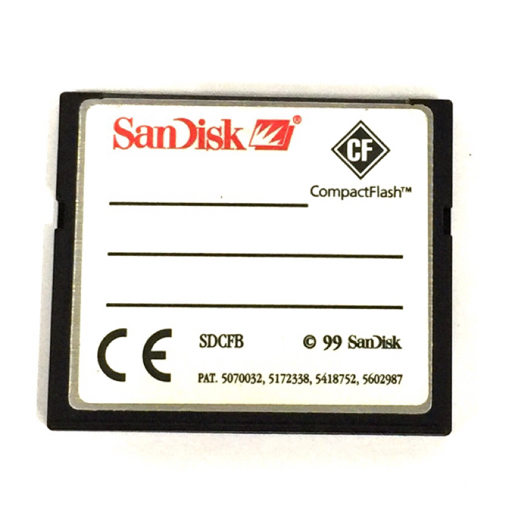 SanDisk ®
CF
CompactFlash™
CE SDCFB © 99 SanDisk
PAT. 5070032, 5172338, 5418752, 5602987